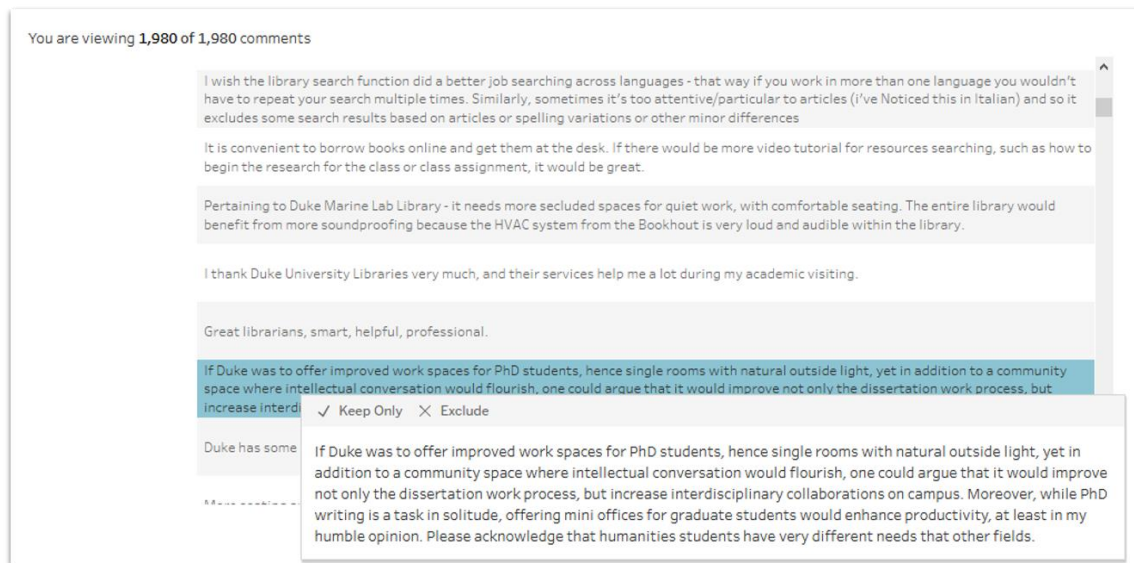 You are viewing 1,980 of 1,980 comments
I wish the library search function did a better job searching across languages - that way if you work in more than one language you wouldn't
have to repeat your search multiple times. Similarly, sometimes it's too attentive/particular to articles (i've Noticed this in Italian) and so it
excludes some search results based on articles or spelling variations or other minor differences
It is convenient to borrow books online and get them at the desk. If there would be more video tutorial for resources searching, such as how to
begin the research for the class or class assignment, it would be great.
Pertaining to Duke Marine Lab Library - it needs more secluded spaces for quiet work, with comfortable seating. The entire library would
benefit from more soundproofing because the HVAC system from the Bookhout is very loud and audible within the library.
I thank Duke University Libraries very much, and their services help me a lot during my academic visiting.
Great librarians, smart, helpful, professional.
If Duke was to offer improved work spaces for PhD students, hence single rooms with natural outside light, yet in addition to a community
space where intellectual conversation would flourish, one could argue that it would improve not only the dissertation work process, but
increase interdi
✓ Keep Only ✕ Exclude
Duke has some
If Duke was to offer improved work spaces for PhD students, hence single rooms with natural outside light, yet in
addition to a community space where intellectual conversation would flourish, one could argue that it would improve
not only the dissertation work process, but increase interdisciplinary collaborations on campus. Moreover, while PhD
writing is a task in solitude, offering mini offices for graduate students would enhance productivity, at least in my
humble opinion. Please acknowledge that humanities students have very different needs that other fields.